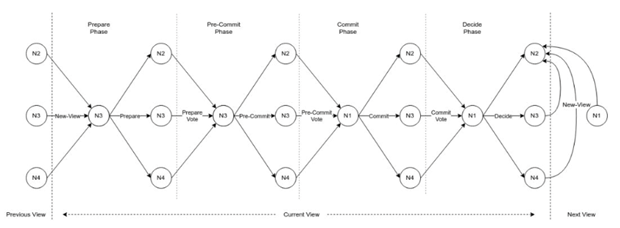 Prepare
Phase
Pre-Commit
Phase
Commit
Phase
Decide
Phase
N2
N2
N2
N2
N2
N3
New-View
N3
Prepare
N3
Prepare
Vote
N3
Pre-Commit
N3
Pre-Commit
Vote
N1
Commit
N3
Commit
Vote
N1
Decide
N3
New-View
N1
N4
N4
N4
N4
N4
Previous View
Current View
Next View